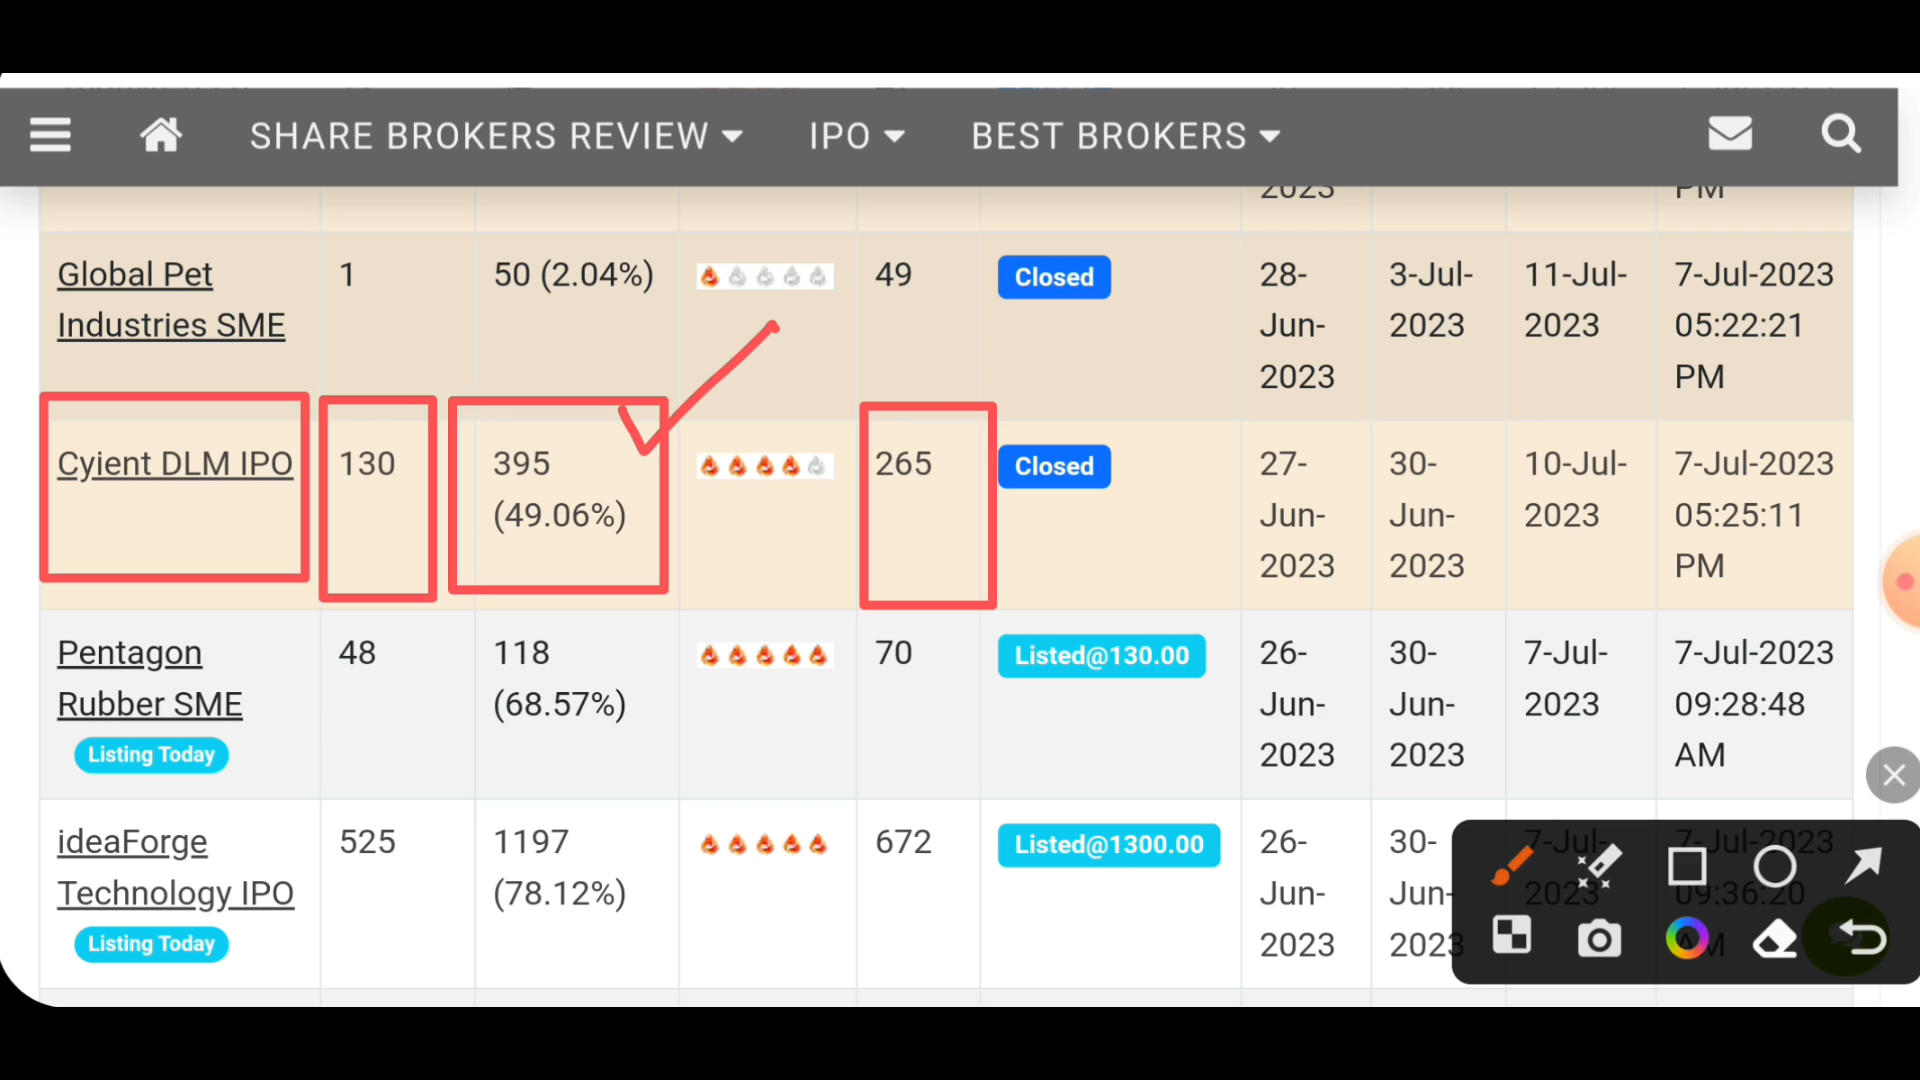 SHARE BROKERS REVIEW IPO BEST BROKERS
2023 PM
Global Pet 1 50 (2.04%) 49 Closed 28- 3-Jul- 11-Jul- 7-Jul-2023
Industries SME Jun- 2023 2023 05:22:21
2023 PM
Cyient DLM IPO 130 395 265 Closed 27- 30- 10-Jul- 7-Jul-2023
(49.06%) Jun- Jun- 2023 05:25:11
2023 2023 PM
Pentagon 48 118 70 Listed@130.00 26- 30- 7-Jul- 7-Jul-2023
Rubber SME (68.57%) Jun- Jun- 2023 09:28:48
Listing Today 2023 2023 AM
ideaForge 525 1197 672 Listed@1300.00 26- 30- 7-Jul- 7-Jul-2023
Technology IPO (78.12%) Jun- Jun- 2023 09:36:20
Listing Today 2023 2023 AM